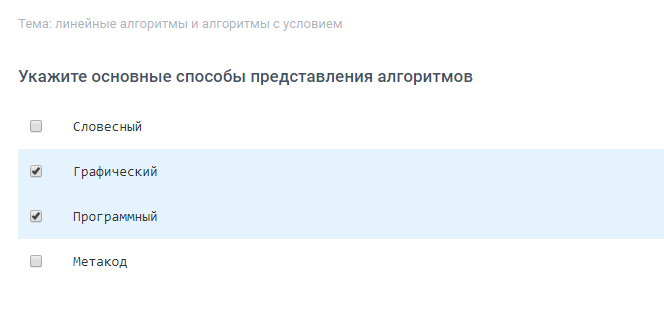 Тема: линейные алгоритмы и алгоритмы с условием
Укажите основные способы представления алгоритмов
Словесный
Графический
Программный
Метакод